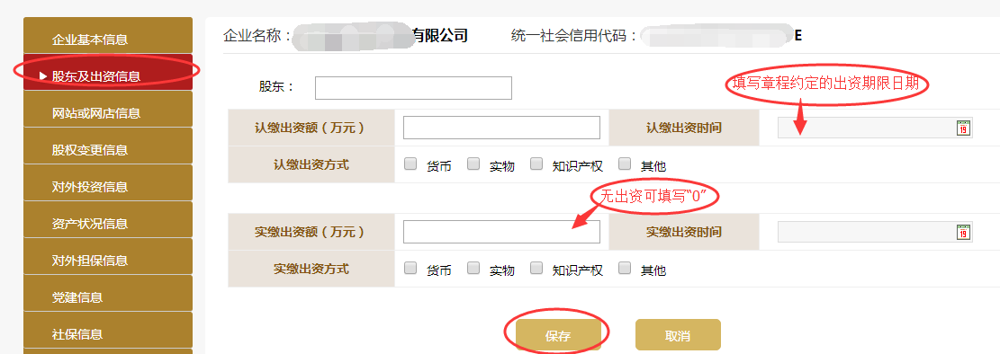 企业基本信息
股东及出资信息
网站或网店信息
股权变更信息
对外投资信息
资产状况信息
对外担保信息
党建信息
社保信息
企业名称： 有限公司 统一社会信用代码： E
股东：
填写章程约定的出资期限日期
认缴出资额（万元） 认缴出资时间 19
认缴出资方式 货币 实物 知识产权 其他
无出资可填写“0”
实缴出资额（万元） 实缴出资时间 19
实缴出资方式 货币 实物 知识产权 其他
保存 取消